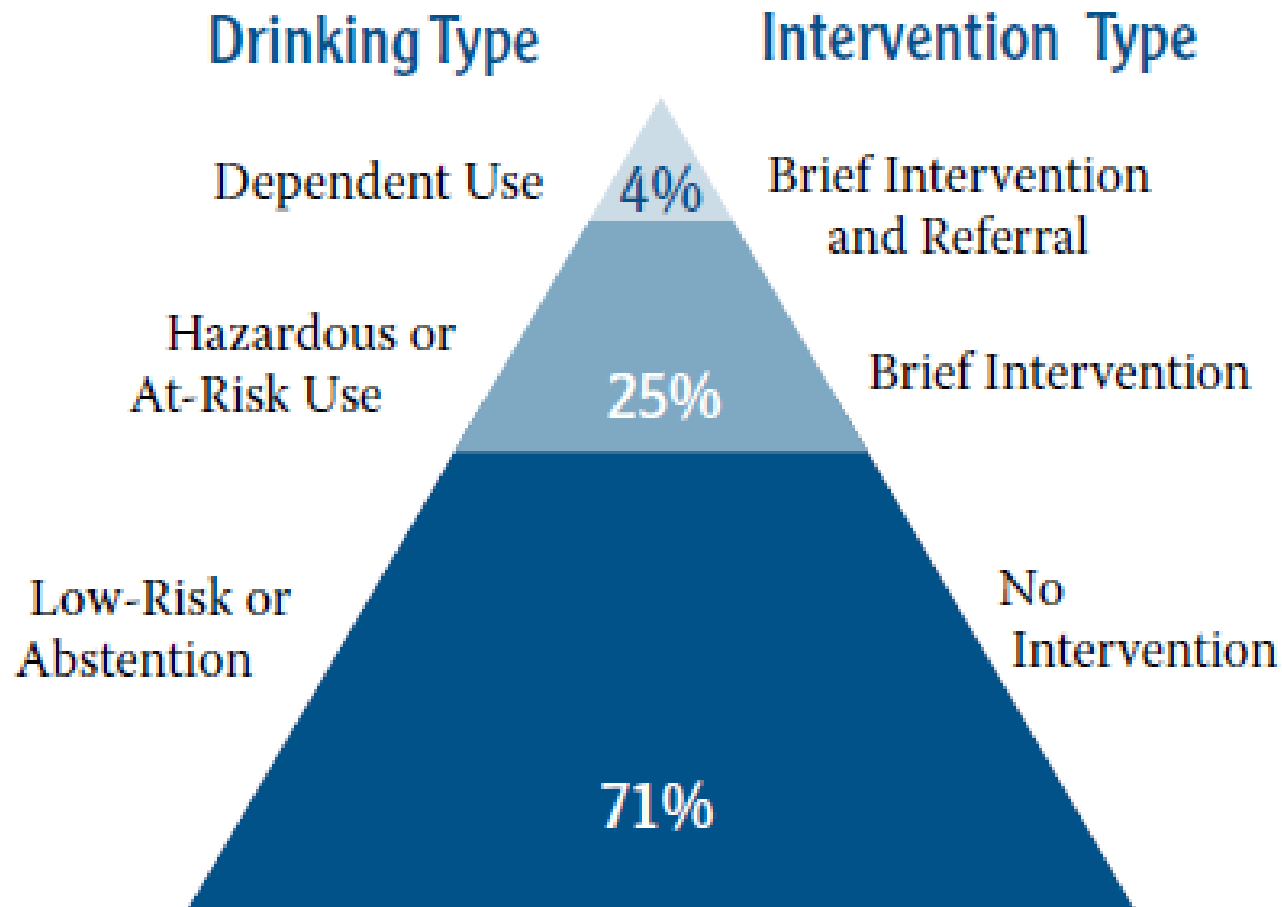 Drinking Type
Intervention Type
Dependent Use
4%
Brief Intervention
and Referral
Hazardous or
At-Risk Use
25%
Brief Intervention
Low-Risk or
Abstention
71%
No
Intervention